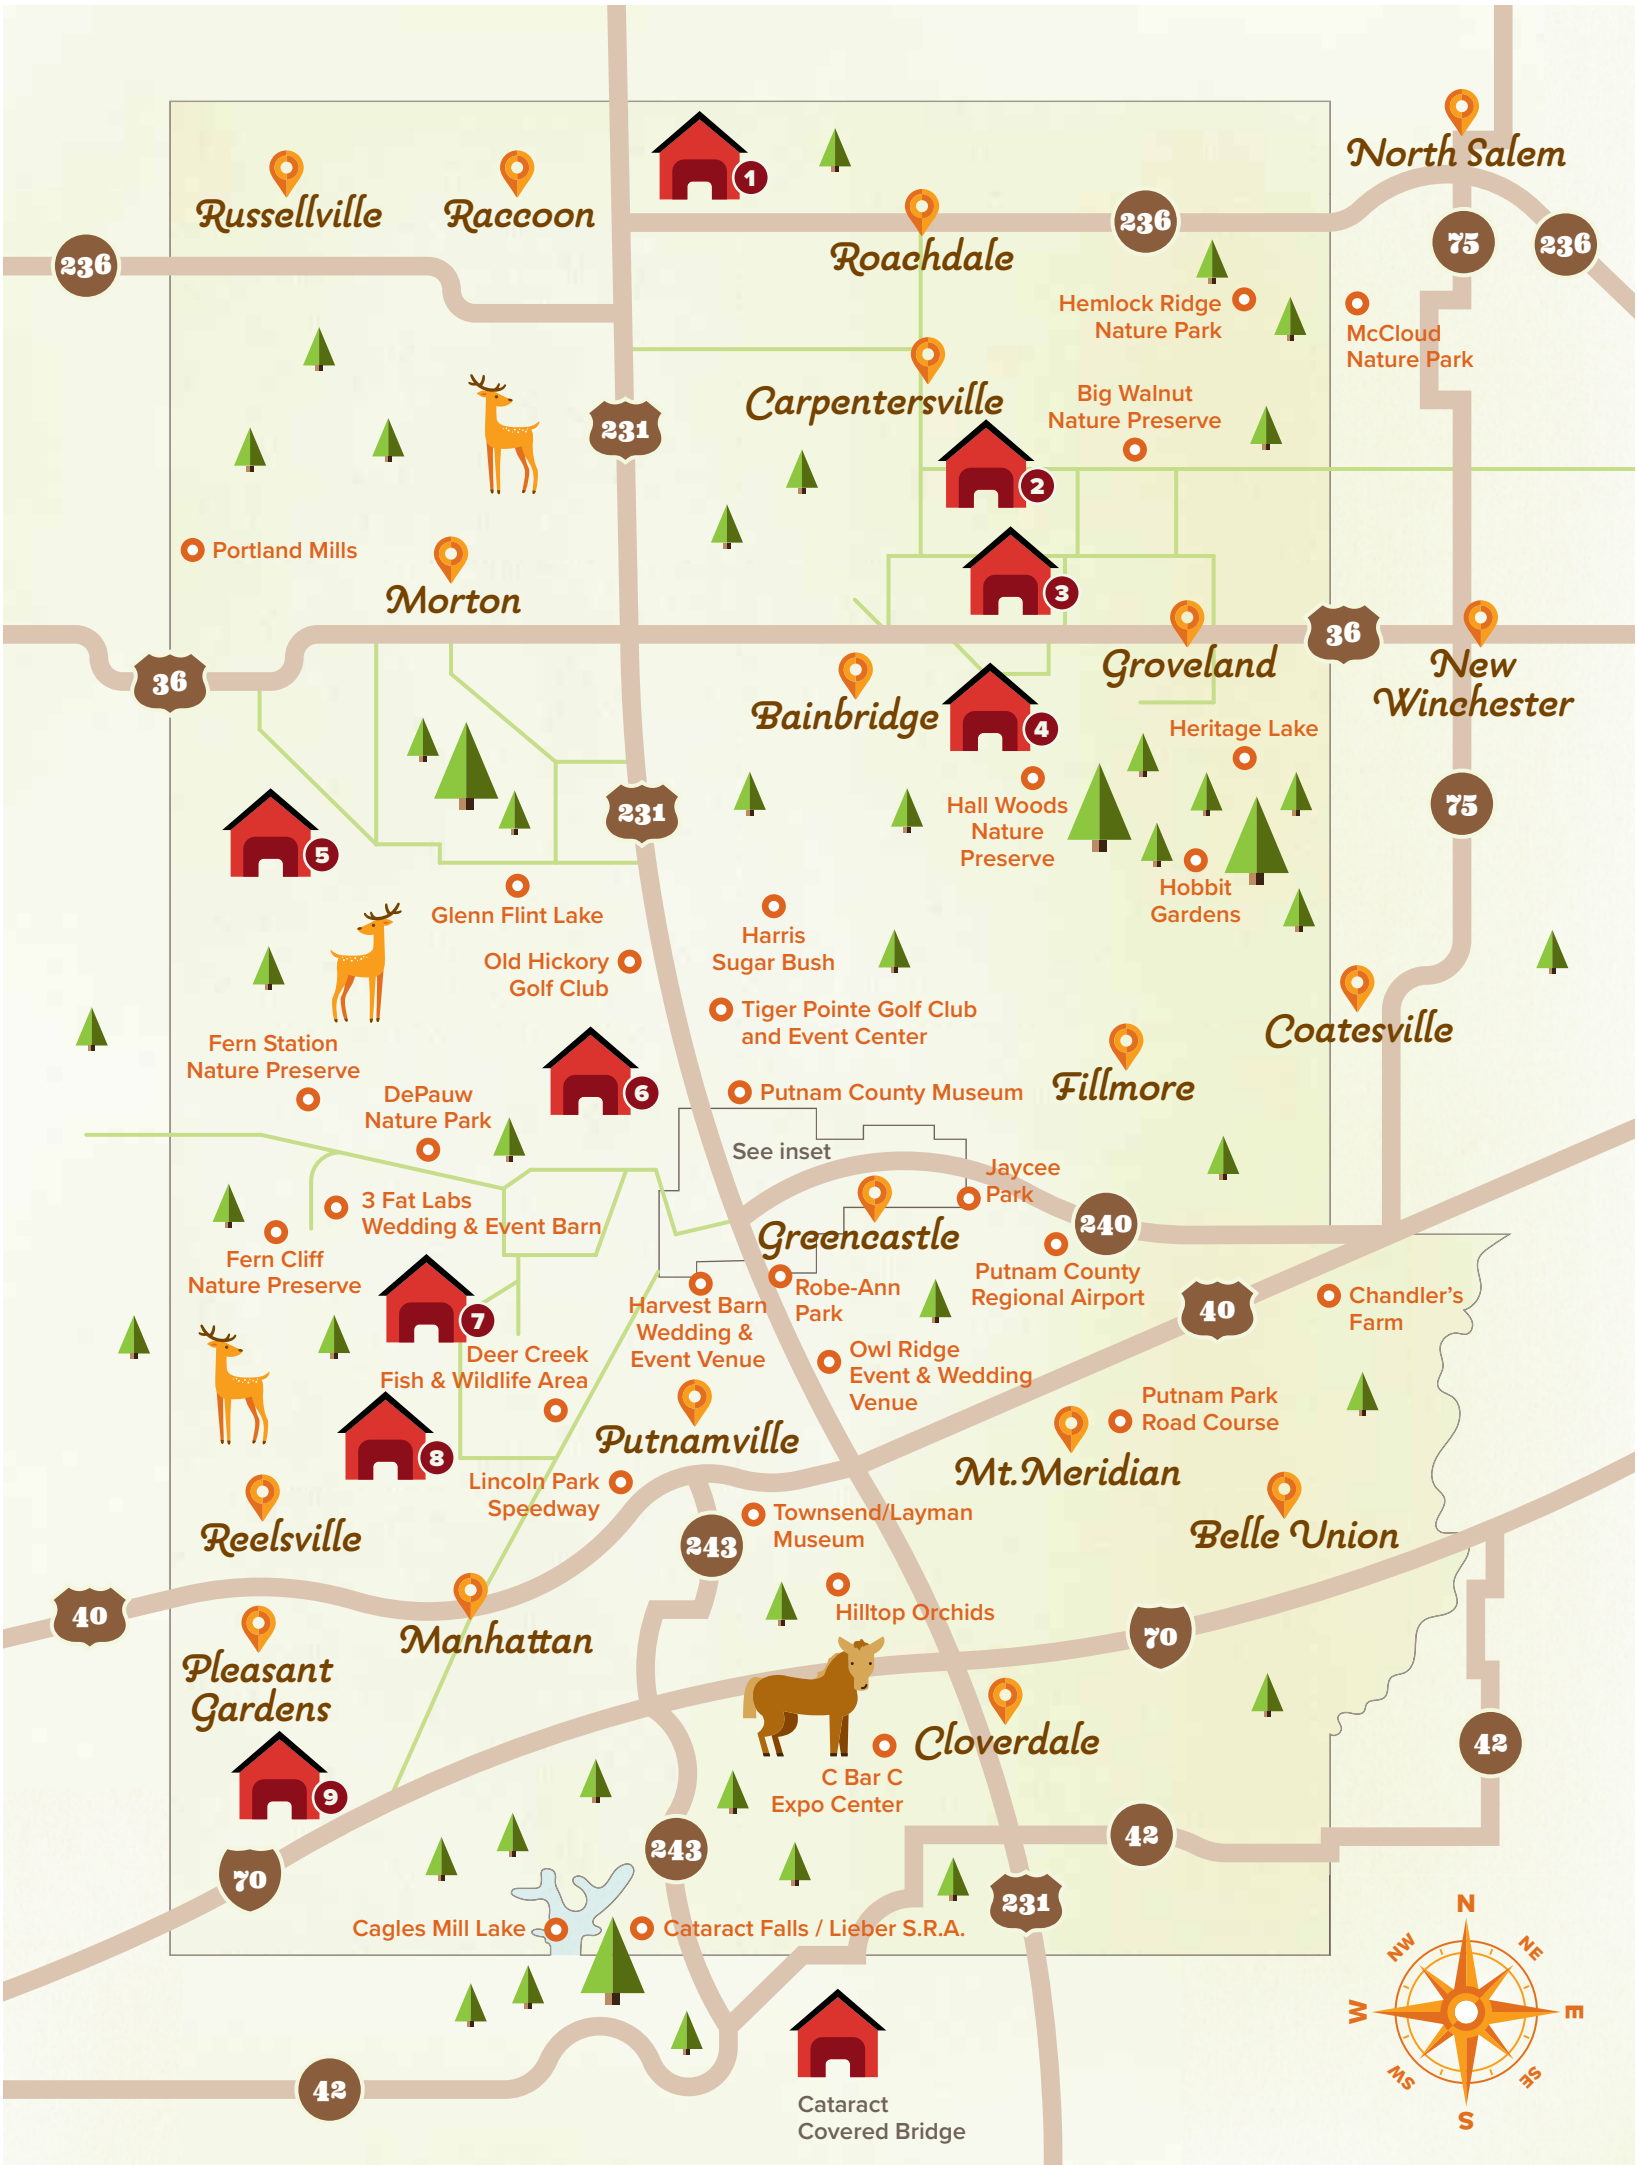 North Salem
1
Russellville
Raccoon
236
75
236
Roachdale
236
Hemlock Ridge
Nature Park
McCloud
Nature Park
Carpentersville
Big Walnut
Nature Preserve
231
2
Portland Mills
Morton
3
36
Groveland
New
Winchester
36
Bainbridge
4
Heritage Lake
Hall Woods
Nature
Preserve
75
231
5
Hobbit
Gardens
Glenn Flint Lake
Harris
Sugar Bush
Old Hickory
Golf Club
Tiger Pointe Golf Club
and Event Center
Coatesville
Fern Station
Nature Preserve
DePauw
Nature Park
6
Putnam County Museum
Fillmore
See inset
Jaycee
Park
3 Fat Labs
Wedding & Event Barn
Greencastle
240
Fern Cliff
Nature Preserve
Putnam County
Regional Airport
Robe-Ann
Park
Harvest Barn
Wedding &
Event Venue
40
Chandler's
Farm
7
Deer Creek
Fish & Wildlife Area
Owl Ridge
Event & Wedding
Venue
Putnam Park
Road Course
Putnamville
8
Mt.Meridian
Lincoln Park
Speedway
Reelsville
Townsend/Layman
Museum
Belle Union
243
40
Hilltop Orchids
Manhattan
70
Pleasant
Gardens
Cloverdale
42
C Bar C
Expo Center
9
243
42
70
231
Cagles Mill Lake
Cataract Falls / Lieber S.R.A.
N
NW
NE
W
E
SW
SE
S
42
Cataract
Covered Bridge